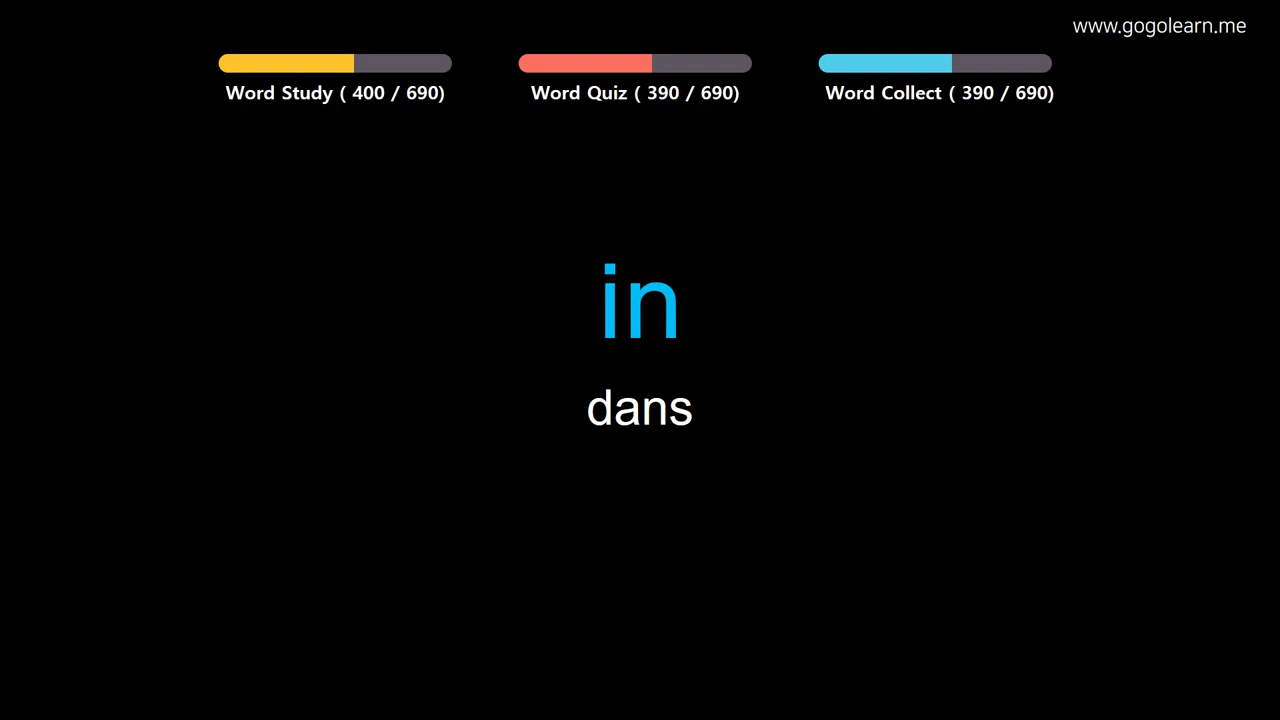 www.gogolearn.me
Word Study ( 400 / 690)
Word Quiz ( 390 / 690)
Word Collect ( 390 / 690)
in
dans